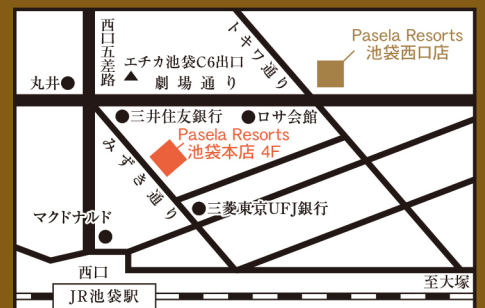 西口五差路
トキワ通り
Pasela Resorts
池袋西口店
エチカ池袋C6出口
劇場通り
丸井
三井住友銀行
ロサ会館
Pasela Resorts
池袋本店 4F
みずき通り
三菱東京UFJ銀行
マクドナルド
西口
至大塚
JR池袋駅